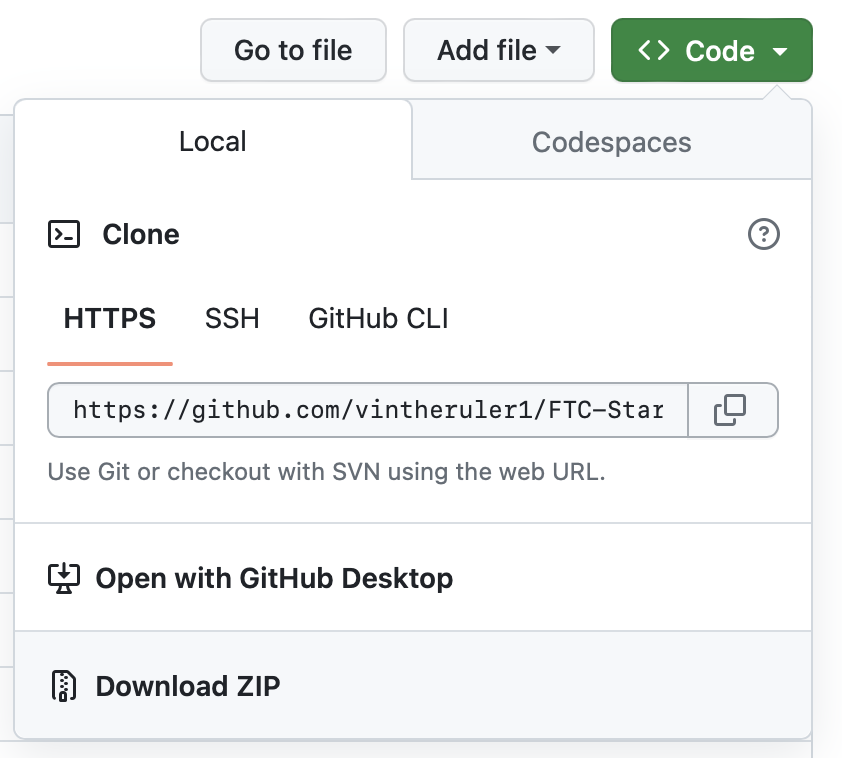 Go to file
Add file
Code
Local
Codespaces
Clone
HTTPS
SSH
GitHub CLI
https://github.com/vintheruler1/FTC-Star
Use Git or checkout with SVN using the web URL.
Open with GitHub Desktop
Download ZIP